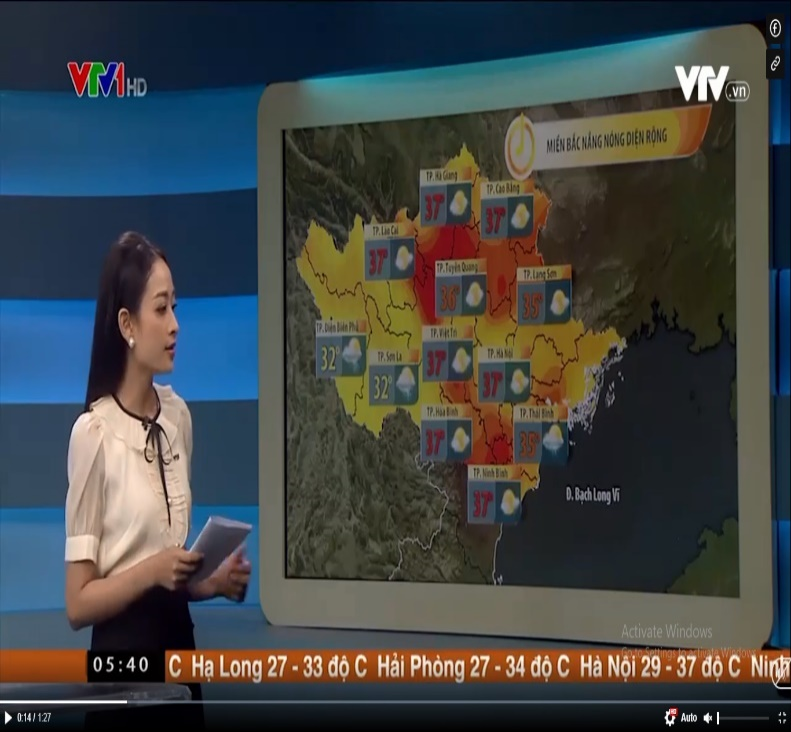 VTV1 HD
VTV.vn
MIỀN BẮC NẮNG NÓNG DIỆN RỘNG
TP. Hà Giang
37°
TP. Cao Bằng
37°
TP. Lào Cai
37°
TP. Tuyên Quang
36°
TP. Lạng Sơn
35°
TP. Điện Biên Phủ
32°
TP. Sơn La
32°
TP. Việt Trì
37°
TP. Hà Nội
37°
TP. Hòa Bình
37°
TP. Thái Bình
35°
TP. Ninh Bình
37°
Đ. Bạch Long Vĩ
Activate Windows
Go to Settings to activate Windows.
05:40 C Hạ Long 27 - 33 độ C Hải Phòng 27 - 34 độ C Hà Nội 29 - 37 độ C Ninh
0:14 / 1:27
HD
Auto